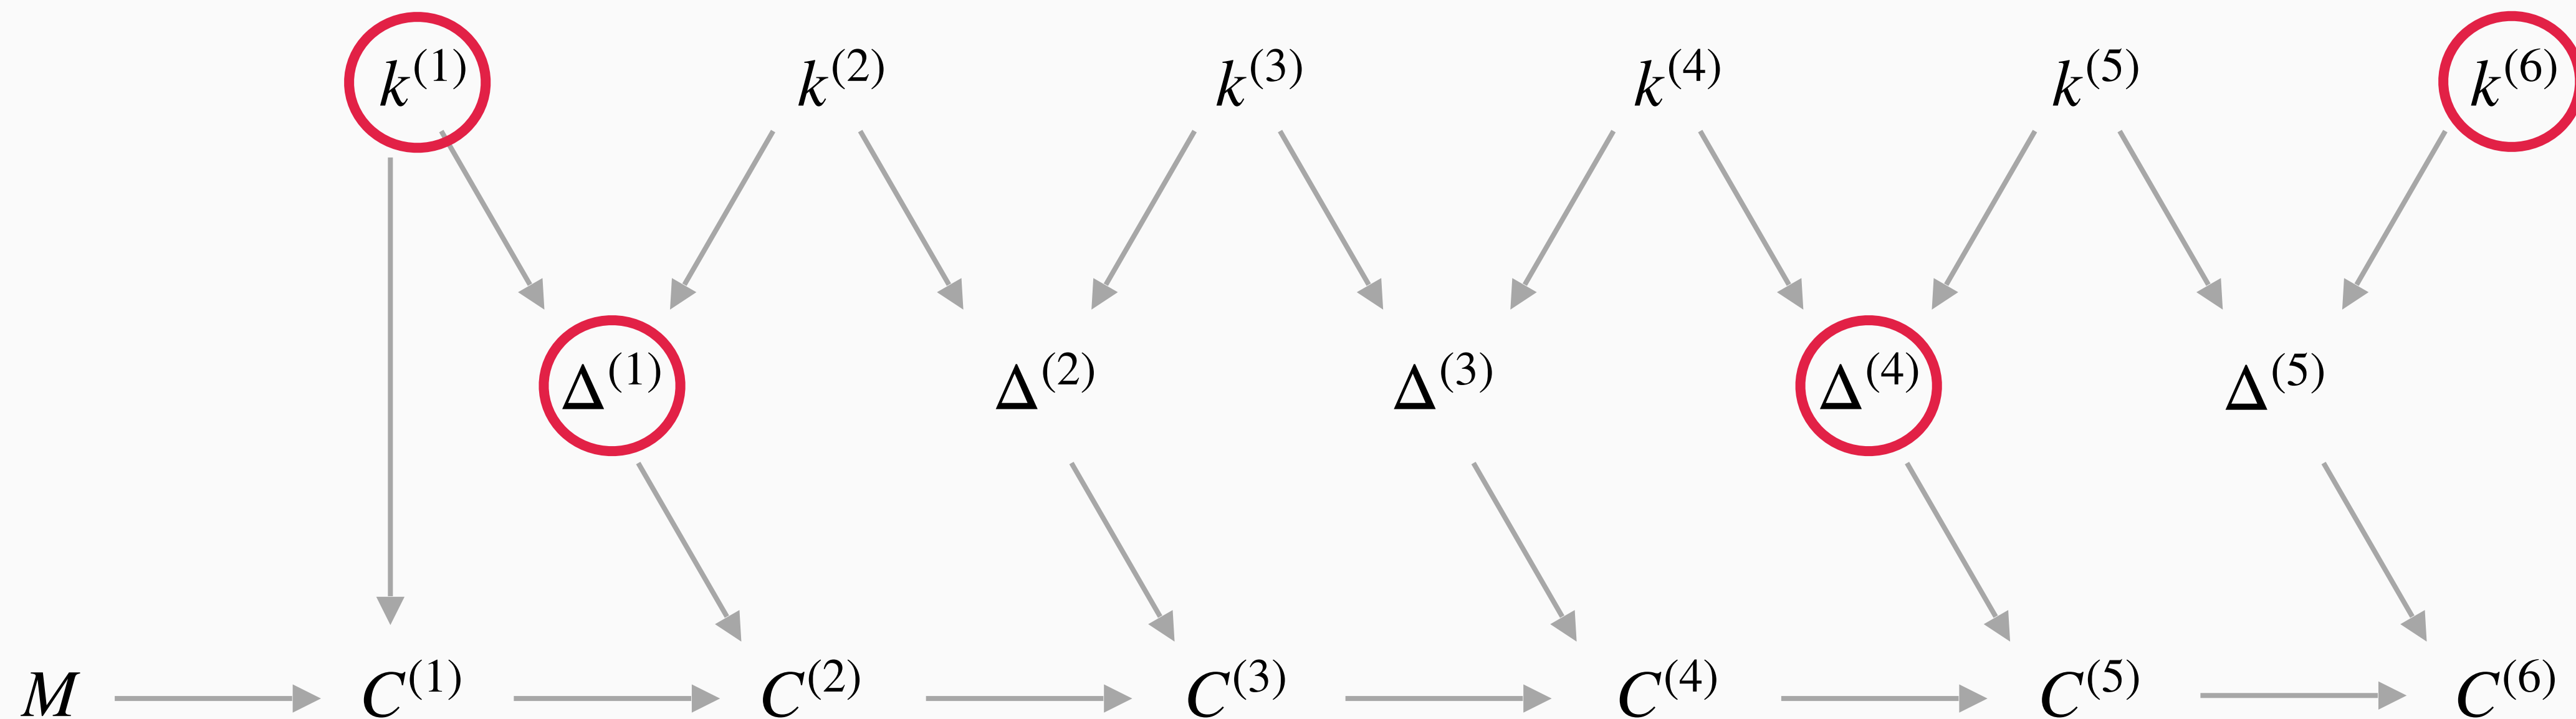 k^(1) k^(2) k^(3) k^(4) k^(5) k^(6)
Δ^(1) Δ^(2) Δ^(3) Δ^(4) Δ^(5)
M C^(1) C^(2) C^(3) C^(4) C^(5) C^(6)